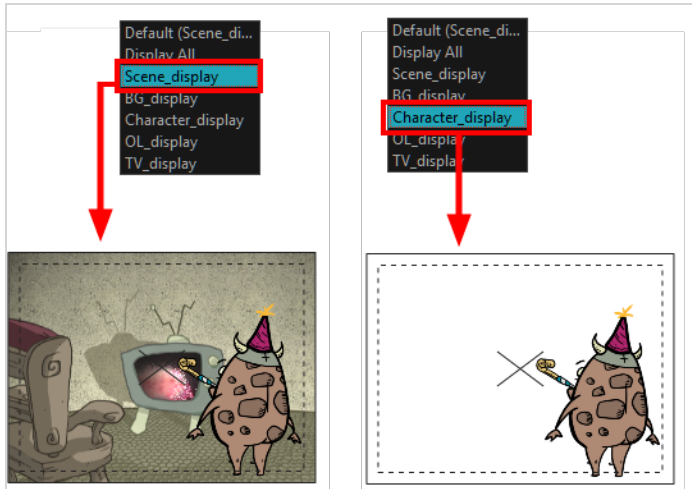 Default (Scene_di...
Display All
Scene_display
BG_display
Character_display
OL_display
TV_display
Default (Scene_di...
Display All
Scene_display
BG_display
Character_display
OL_display
TV_display